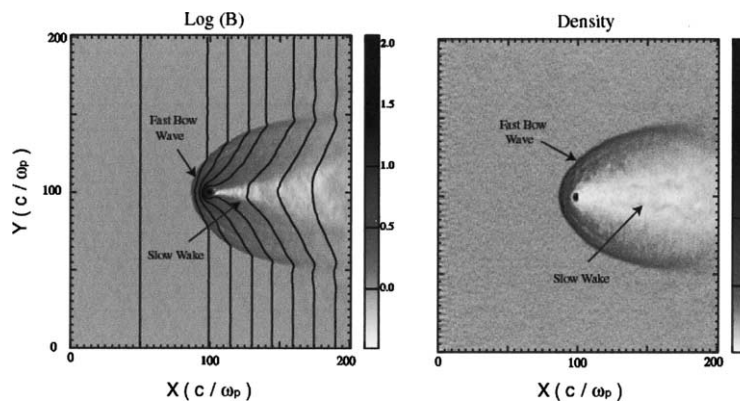 Log (B)
200
Y ( c / ωp )
100
0
Fast Bow
Wave
Slow Wake
0
100
200
X ( c / ωp )
2.0
1.5
1.0
0.5
0.0
Density
Fast Bow
Wave
Slow Wake
0
100
200
X ( c / ωp )